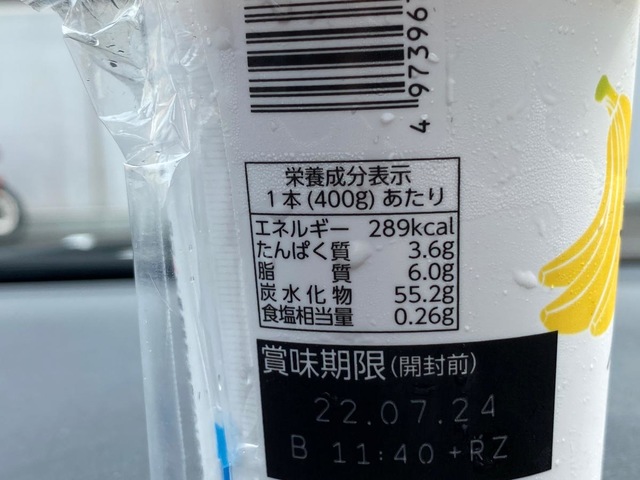 4 97396
栄養成分表示
1本(400g)あたり
エネルギー 289kcal
たんぱく質 3.6g
脂質 6.0g
炭水化物 55.2g
食塩相当量 0.26g
賞味期限(開封前)
22.07.24
B 11:40+RZ